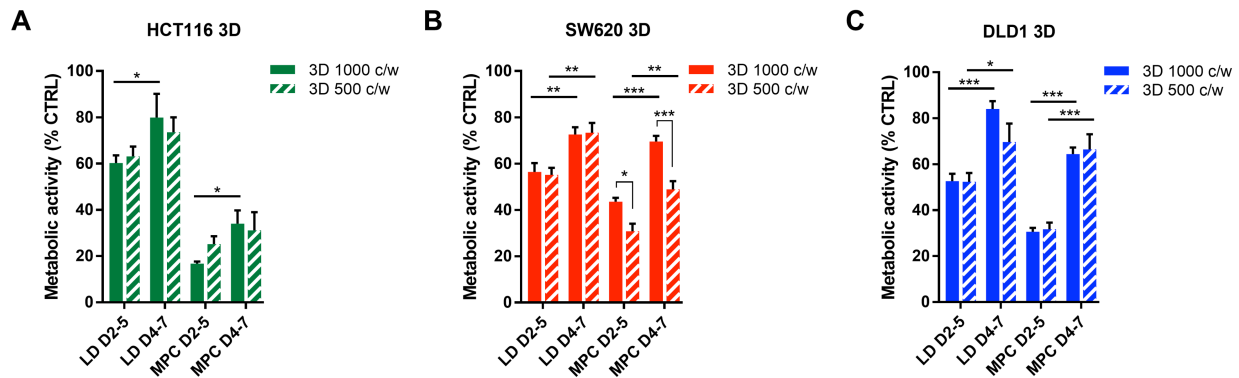 A
HCT116 3D
Metabolic activity (% CTRL)
100
80
60
40
20
0
*
*
3D 1000 c/w
3D 500 c/w
LD D2-5
LD D4-7
MPC D2-5
MPC D4-7
B
SW620 3D
Metabolic activity (% CTRL)
100
80
60
40
20
0
** **
** ***
***
*
3D 1000 c/w
3D 500 c/w
LD D2-5
LD D4-7
MPC D2-5
MPC D4-7
C
DLD1 3D
Metabolic activity (% CTRL)
100
80
60
40
20
0
*
***
***
***
3D 1000 c/w
3D 500 c/w
LD D2-5
LD D4-7
MPC D2-5
MPC D4-7